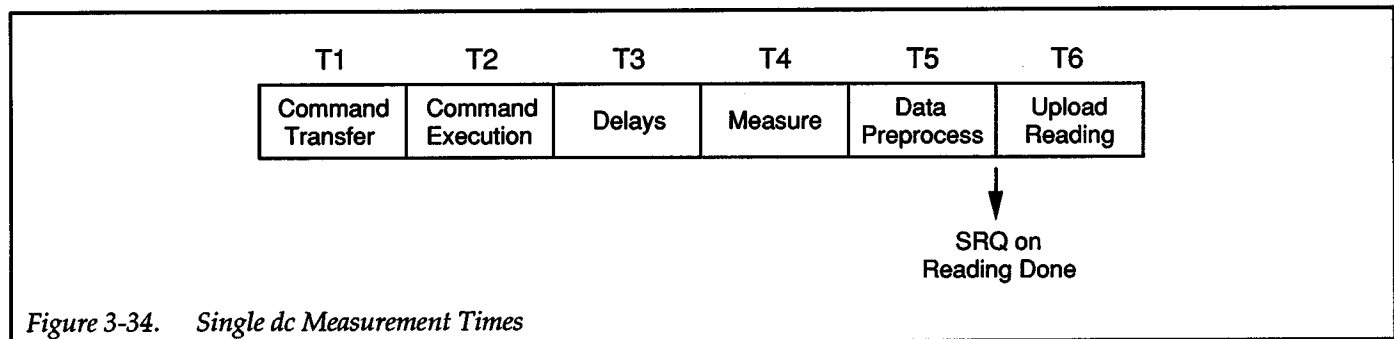 T1 T2 T3 T4 T5 T6
Command Transfer
Command Execution
Delays
Measure
Data Preprocess
Upload Reading
SRQ on
Reading Done
Figure 3-34. Single dc Measurement Times